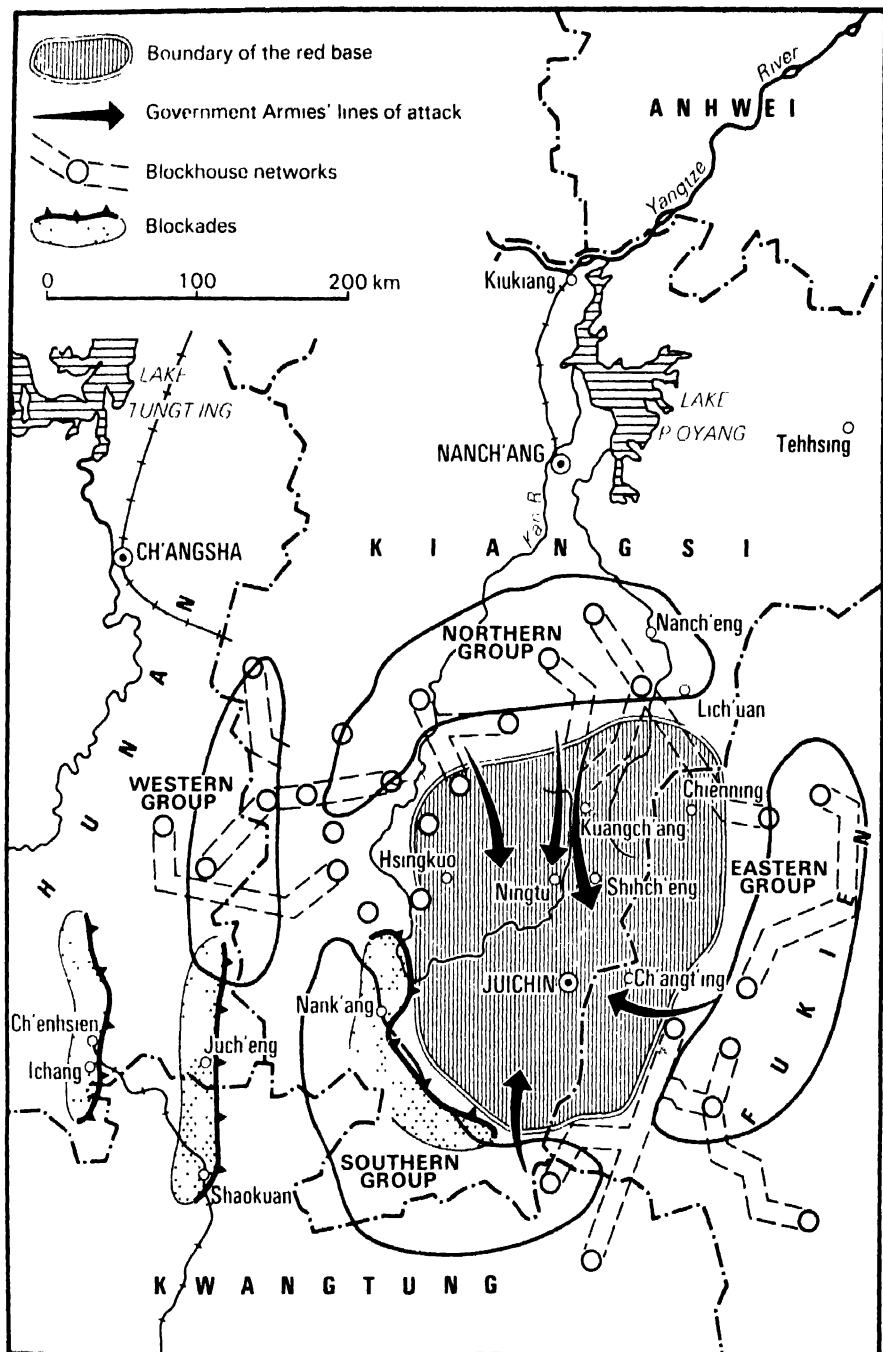 Boundary of the red base
Government Armies' lines of attack
Blockhouse networks
Blockades
0 100 200 km
ANHWEI
River
Yangtze
Kiukiang
LAKE
TUNGTING
LAKE
POYANG
Tehhsing
NANCH'ANG
Kan R
CH'ANGSHA
KIANGSI
HUNAN
NORTHERN
GROUP
Nanch'eng
Lich'uan
WESTERN
GROUP
Chienning
Kuangch'ang
Hsingkuo
Ningtu
Shihch'eng
EASTERN
GROUP
FUKIEN
JUICHIN
Ch'angt'ing
Nank'ang
Ch'enhsien
Ichang
Juch'eng
SOUTHERN
GROUP
Shaokuan
KWANGTUNG